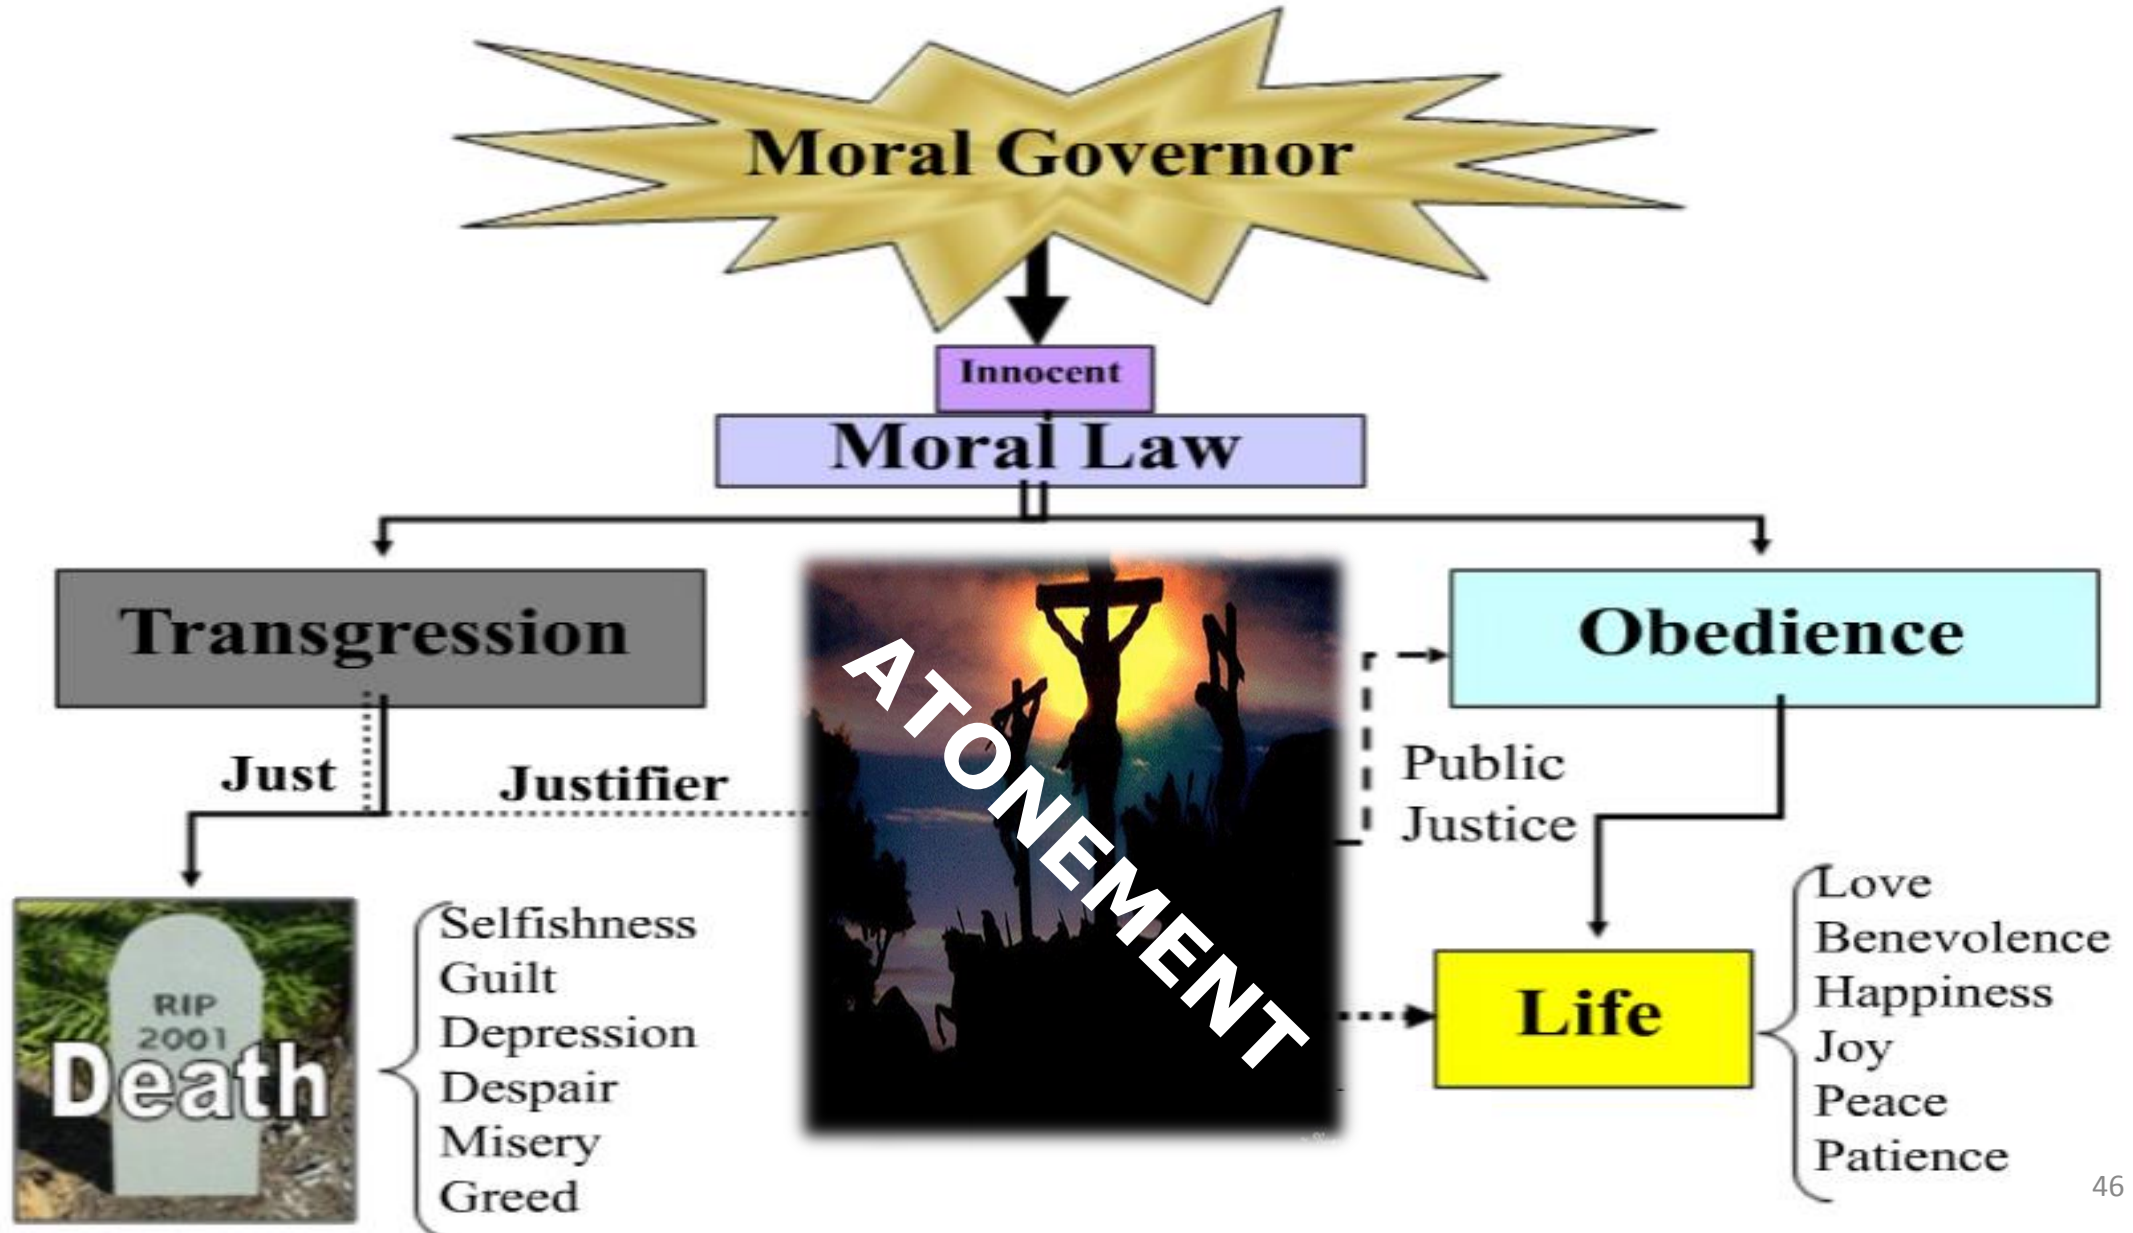 Moral Governor
Innocent
Moral Law
Transgression
Obedience
ATONEMENT
Just
Justifier
Public
Justice
RIP
2001
Death
Selfishness
Guilt
Depression
Despair
Misery
Greed
Life
Love
Benevolence
Happiness
Joy
Peace
Patience
46